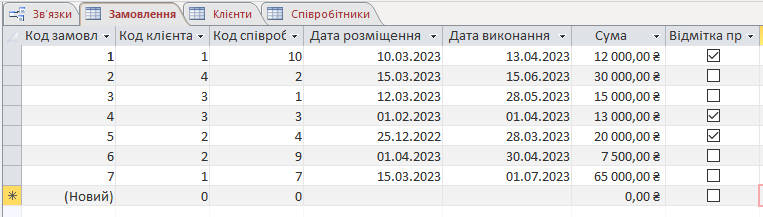 Зв'язки Замовлення Клієнти Співробітники
Код замовл Код клієнта Код співроб Дата розміщення Дата виконання Сума Відмітка пр
1 1 10 10.03.2023 13.04.2023 12 000,00 ₴
2 4 2 15.03.2023 15.06.2023 30 000,00 ₴
3 3 1 12.03.2023 28.05.2023 15 000,00 ₴
4 3 3 01.02.2023 01.04.2023 13 000,00 ₴
5 2 4 25.12.2022 28.03.2023 20 000,00 ₴
6 2 9 01.04.2023 30.04.2023 7 500,00 ₴
7 1 7 15.03.2023 01.07.2023 65 000,00 ₴
(Новий) 0 0 0,00 ₴